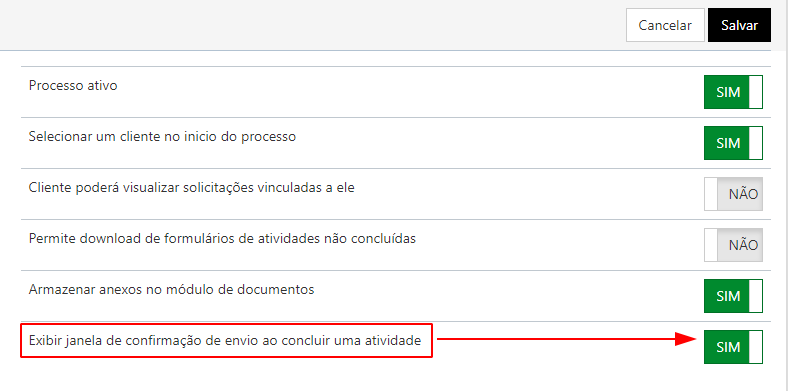 Cancelar Salvar
Processo ativo SIM
Selecionar um cliente no inicio do processo SIM
Cliente poderá visualizar solicitações vinculadas a ele NÃO
Permite download de formulários de atividades não concluídas NÃO
Armazenar anexos no módulo de documentos SIM
Exibir janela de confirmação de envio ao concluir uma atividade SIM